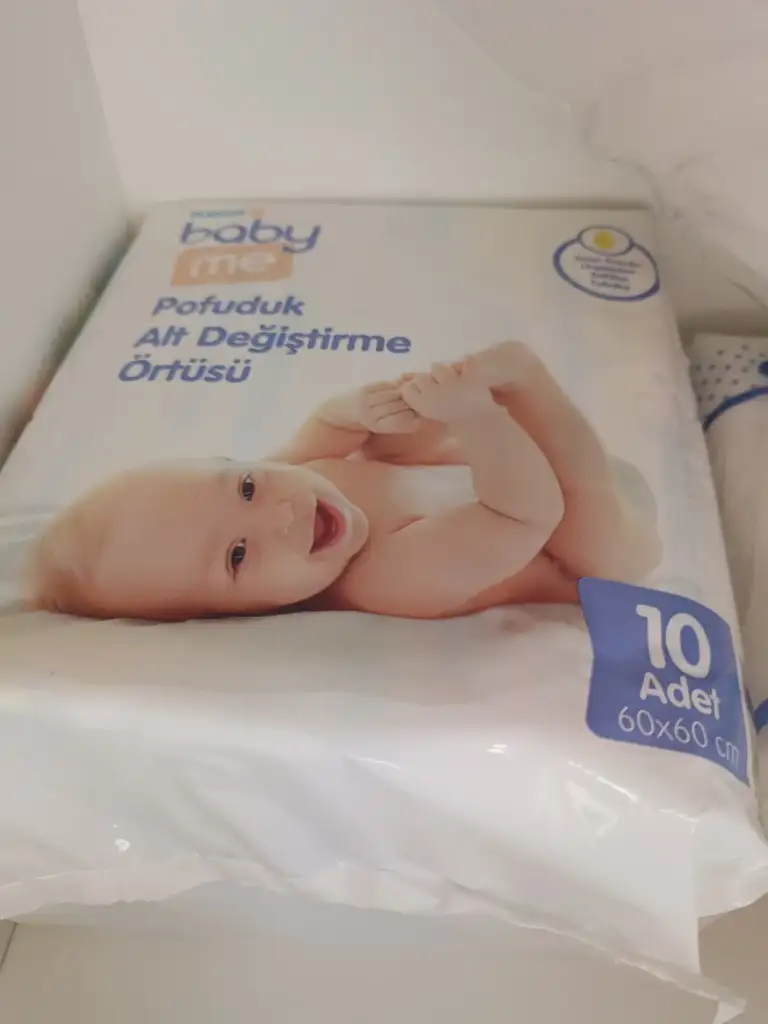 baby
me
Pofuduk
Alt Değiştirme
Örtüsü
10
Adet
60x60 cm